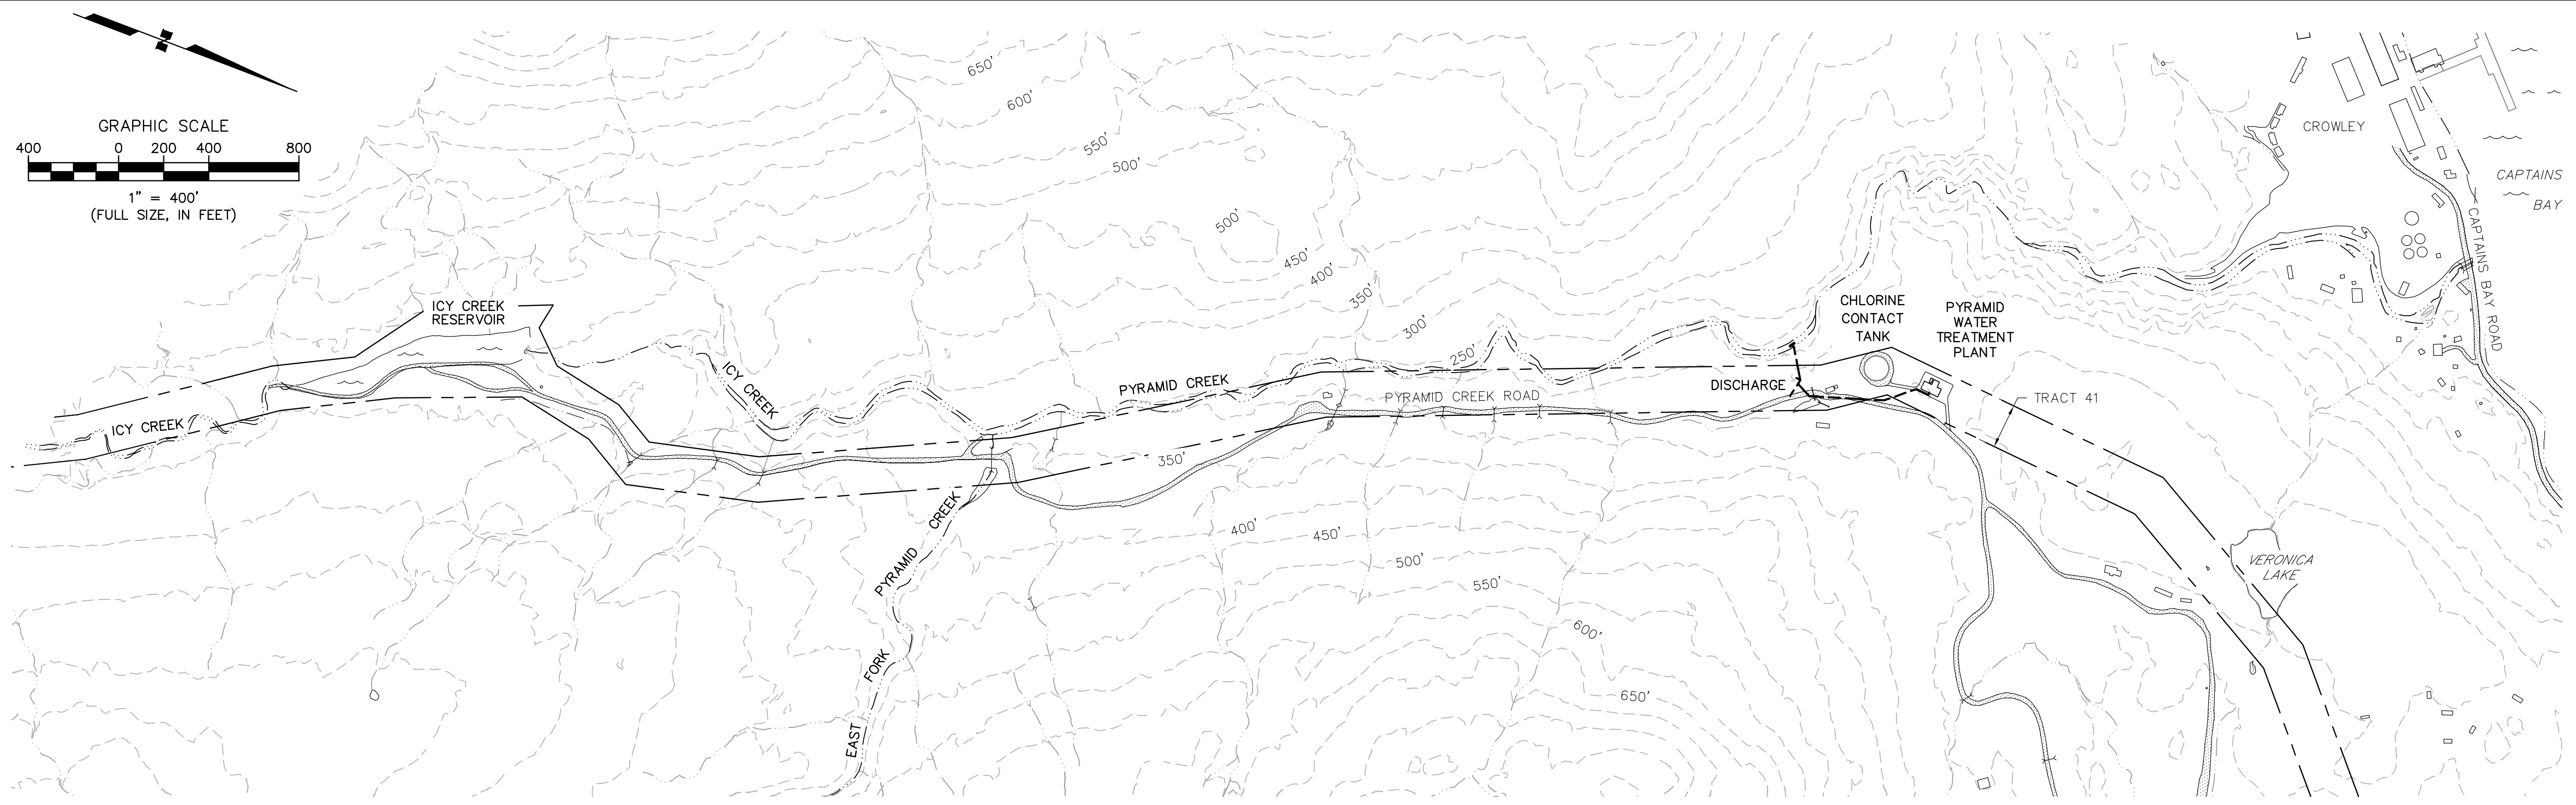 GRAPHIC SCALE
400 0 200 400 800
1" = 400'
(FULL SIZE, IN FEET)
N
650'
600'
550'
500'
500'
450'
400'
350'
300'
250'
ICY CREEK
RESERVOIR
ICY CREEK
ICY CREEK
PYRAMID CREEK
PYRAMID CREEK ROAD
DISCHARGE
CHLORINE
CONTACT
TANK
PYRAMID
WATER
TREATMENT
PLANT
TRACT 41
CROWLEY
CAPTAINS
BAY
CAPTAINS BAY ROAD
VERONICA
LAKE
EAST FORK PYRAMID CREEK
350'
400'
450'
500'
550'
600'
650'